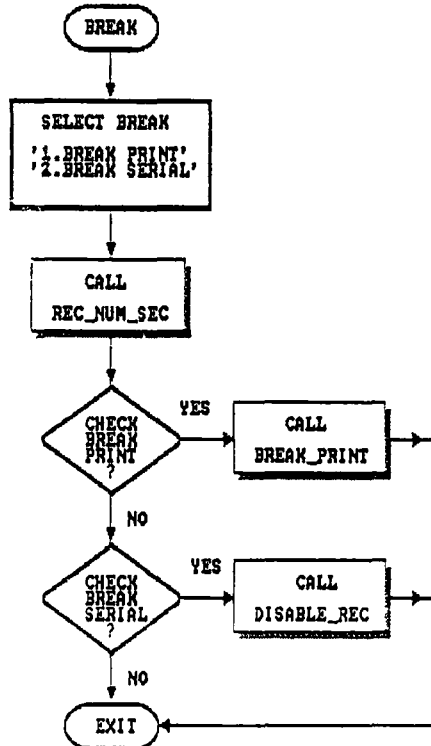 BREAK
SELECT BREAK
'1.BREAK PRINT'
'2.BREAK SERIAL'
CALL
REC_NUM_SEC
CHECK
BREAK
PRINT
?
YES
CALL
BREAK_PRINT
NO
CHECK
BREAK
SERIAL
?
YES
CALL
DISABLE_REC
NO
EXIT